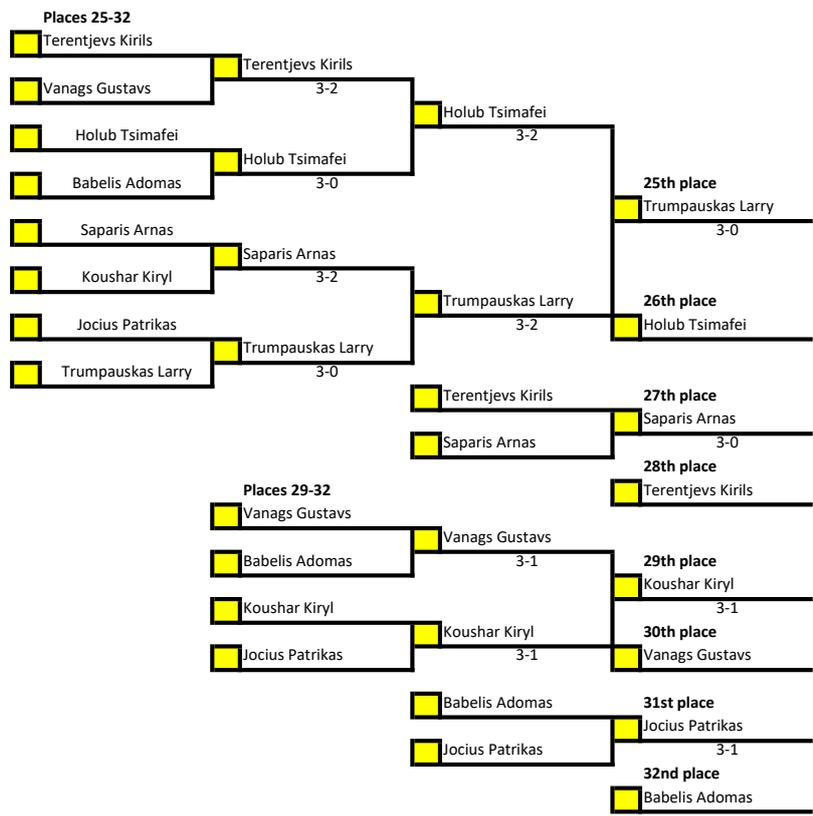 Places 25-32
Terentjevs Kirils
Terentjevs Kirils
Vanags Gustavs
3-2
Holub Tsimafei
3-2
Holub Tsimafei
Holub Tsimafei
3-0
Babelis Adomas
25th place
Trumpauskas Larry
3-0
Saparis Arnas
Saparis Arnas
3-2
Koushar Kiryl
Trumpauskas Larry
3-2
26th place
Holub Tsimafei
Jocius Patrikas
Trumpauskas Larry
3-0
Trumpauskas Larry
Terentjevs Kirils
27th place
Saparis Arnas
3-0
Saparis Arnas
28th place
Terentjevs Kirils
Places 29-32
Vanags Gustavs
Vanags Gustavs
3-1
Babelis Adomas
29th place
Koushar Kiryl
3-1
Koushar Kiryl
Koushar Kiryl
3-1
30th place
Vanags Gustavs
Jocius Patrikas
Babelis Adomas
31st place
Jocius Patrikas
3-1
Jocius Patrikas
32nd place
Babelis Adomas